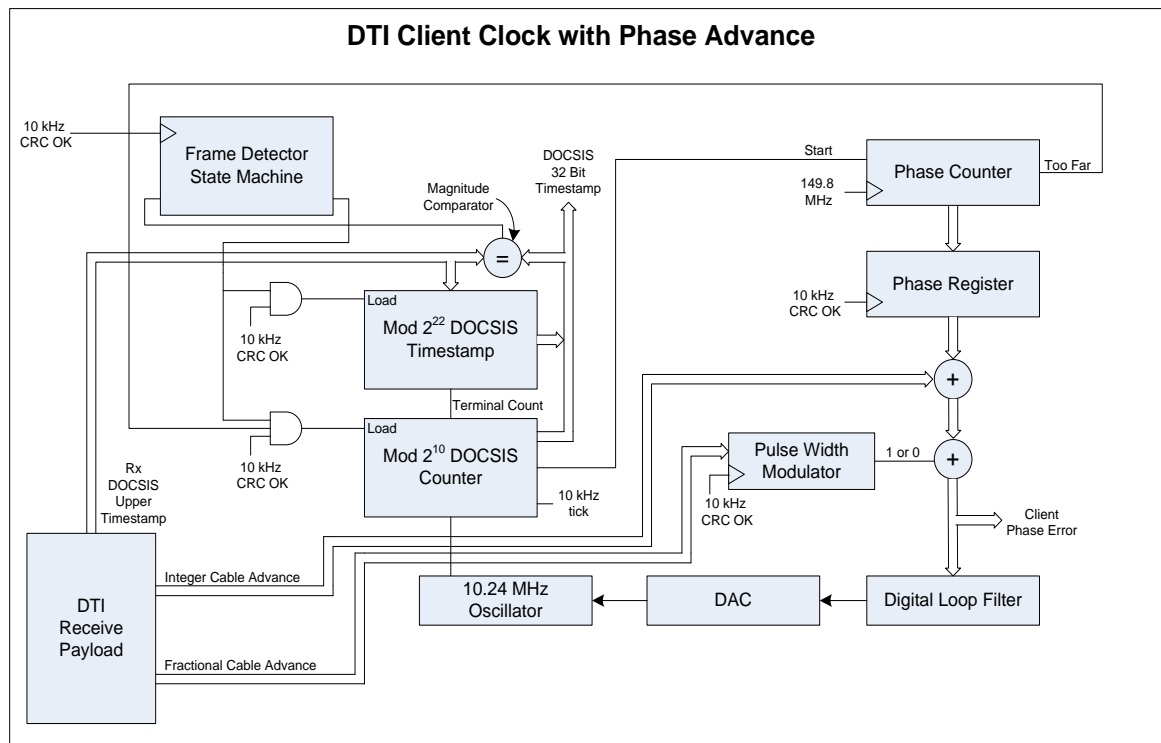 DTI Client Clock with Phase Advance
10 kHz
CRC OK
Frame Detector
State Machine
Magnitude
Comparator
DOCSIS
32 Bit
Timestamp
Start
149.8
MHz
Phase Counter
Too Far
=
10 kHz
CRC OK
Load
Mod 2^22 DOCSIS
Timestamp
10 kHz
CRC OK
Phase Register
+
Terminal Count
10 kHz
CRC OK
Load
Mod 2^10 DOCSIS
Counter
10 kHz
tick
Pulse Width
Modulator
10 kHz
CRC OK
1 or 0
+
Client
Phase Error
Rx
DOCSIS
Upper
Timestamp
DTI
Receive
Payload
Integer Cable Advance
Fractional Cable Advance
10.24 MHz
Oscillator
DAC
Digital Loop Filter